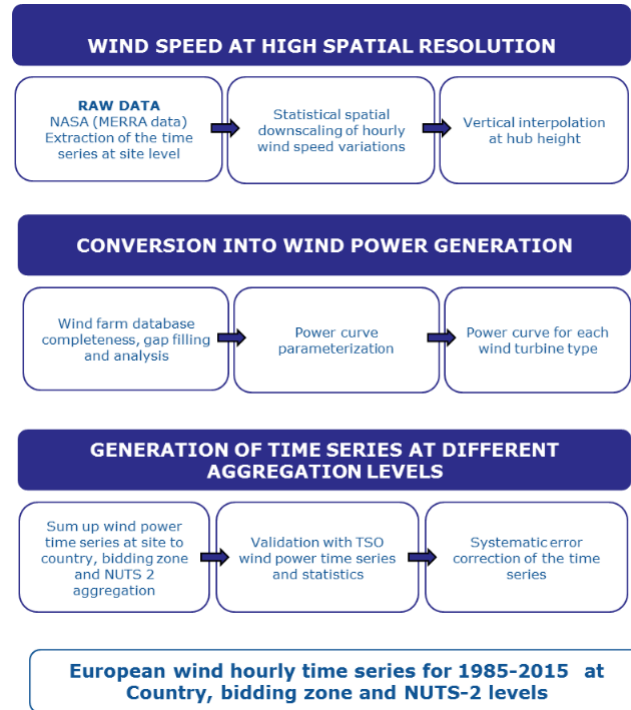 WIND SPEED AT HIGH SPATIAL RESOLUTION
RAW DATA
NASA (MERRA data)
Extraction of the time
series at site level
Statistical spatial
downscaling of hourly
wind speed variations
Vertical interpolation
at hub height
CONVERSION INTO WIND POWER GENERATION
Wind farm database
completeness, gap filling
and analysis
Power curve
parameterization
Power curve for each
wind turbine type
GENERATION OF TIME SERIES AT DIFFERENT
AGGREGATION LEVELS
Sum up wind power
time series at site to
country, bidding zone
and NUTS 2
aggregation
Validation with TSO
wind power time series
and statistics
Systematic error
correction of the time
series
European wind hourly time series for 1985-2015 at
Country, bidding zone and NUTS-2 levels